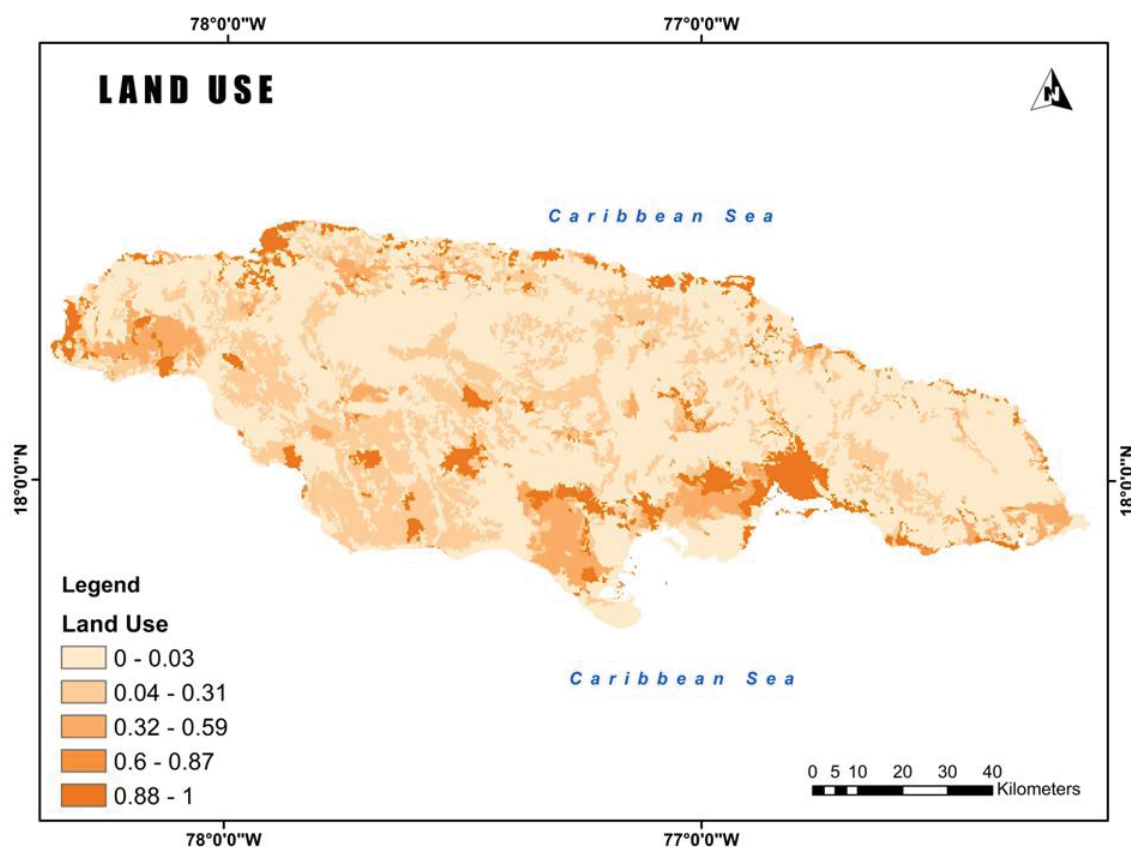 78°0'0"W 77°0'0"W
LAND USE
N
Caribbean Sea
18°0'0"N 18°0'0"N
Legend
Land Use
0 - 0.03
0.04 - 0.31
0.32 - 0.59
0.6 - 0.87
0.88 - 1
Caribbean Sea
0 5 10 20 30 40
Kilometers
78°0'0"W 77°0'0"W